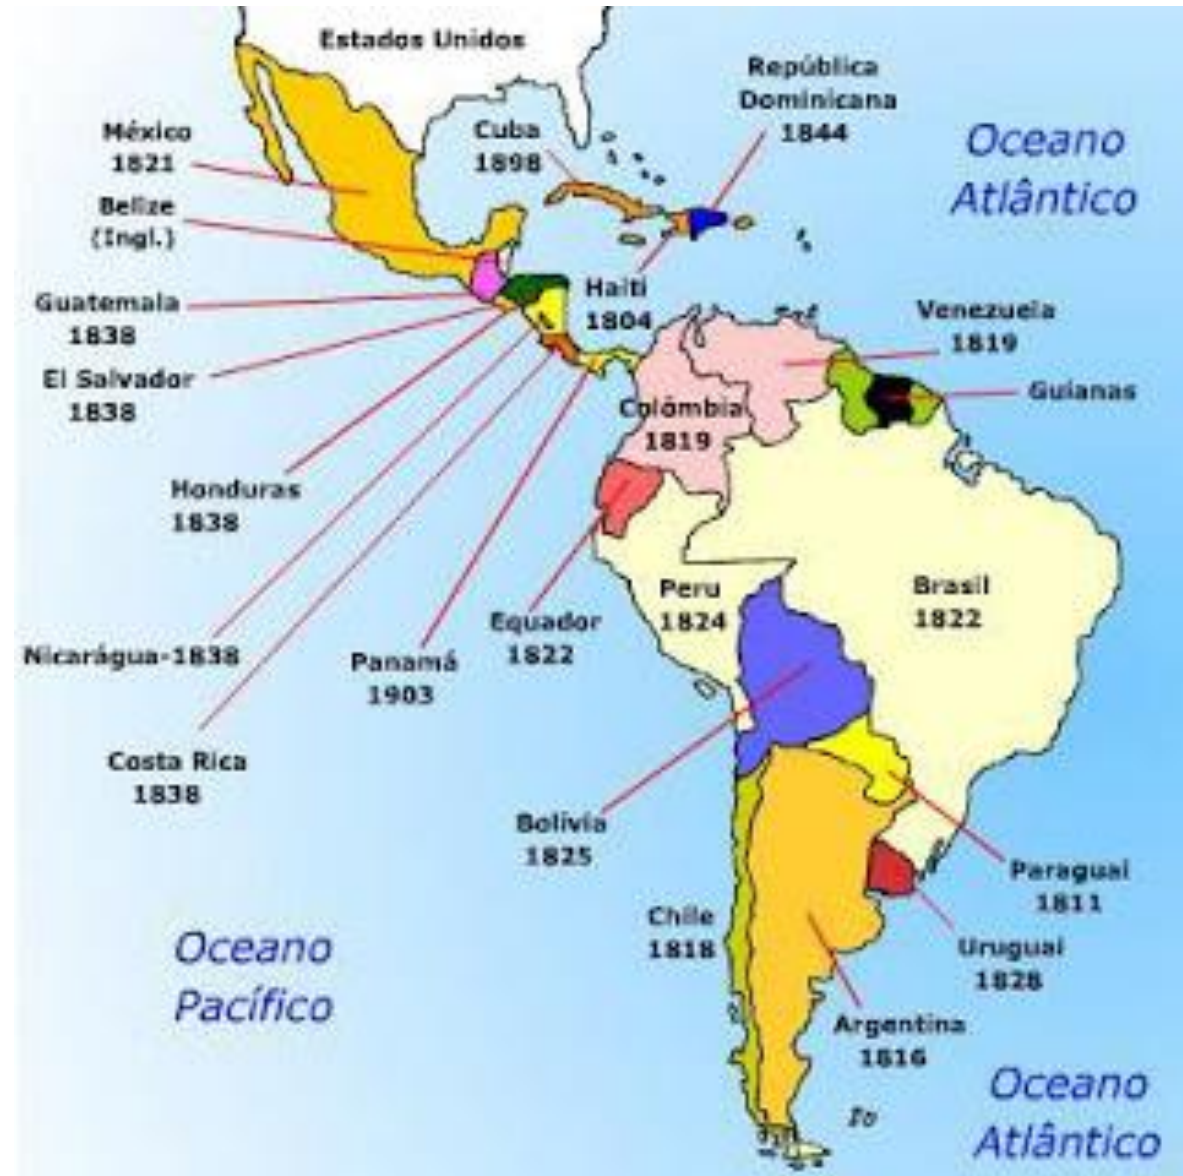 Estados Unidos
República
Dominicana
1844
México
1821
Cuba
1898
Oceano
Atlântico
Belize
(Ingl.)
Haiti
1804
Guatemala
1838
Venezuela
1819
El Salvador
1838
Guianas
Colômbia
1819
Honduras
1838
Peru
1824
Brasil
1822
Equador
1822
Nicarágua-1838
Panamá
1903
Costa Rica
1838
Bolívia
1825
Paraguai
1811
Chile
1818
Uruguai
1828
Oceano
Pacífico
Argentina
1816
Oceano
Atlântico